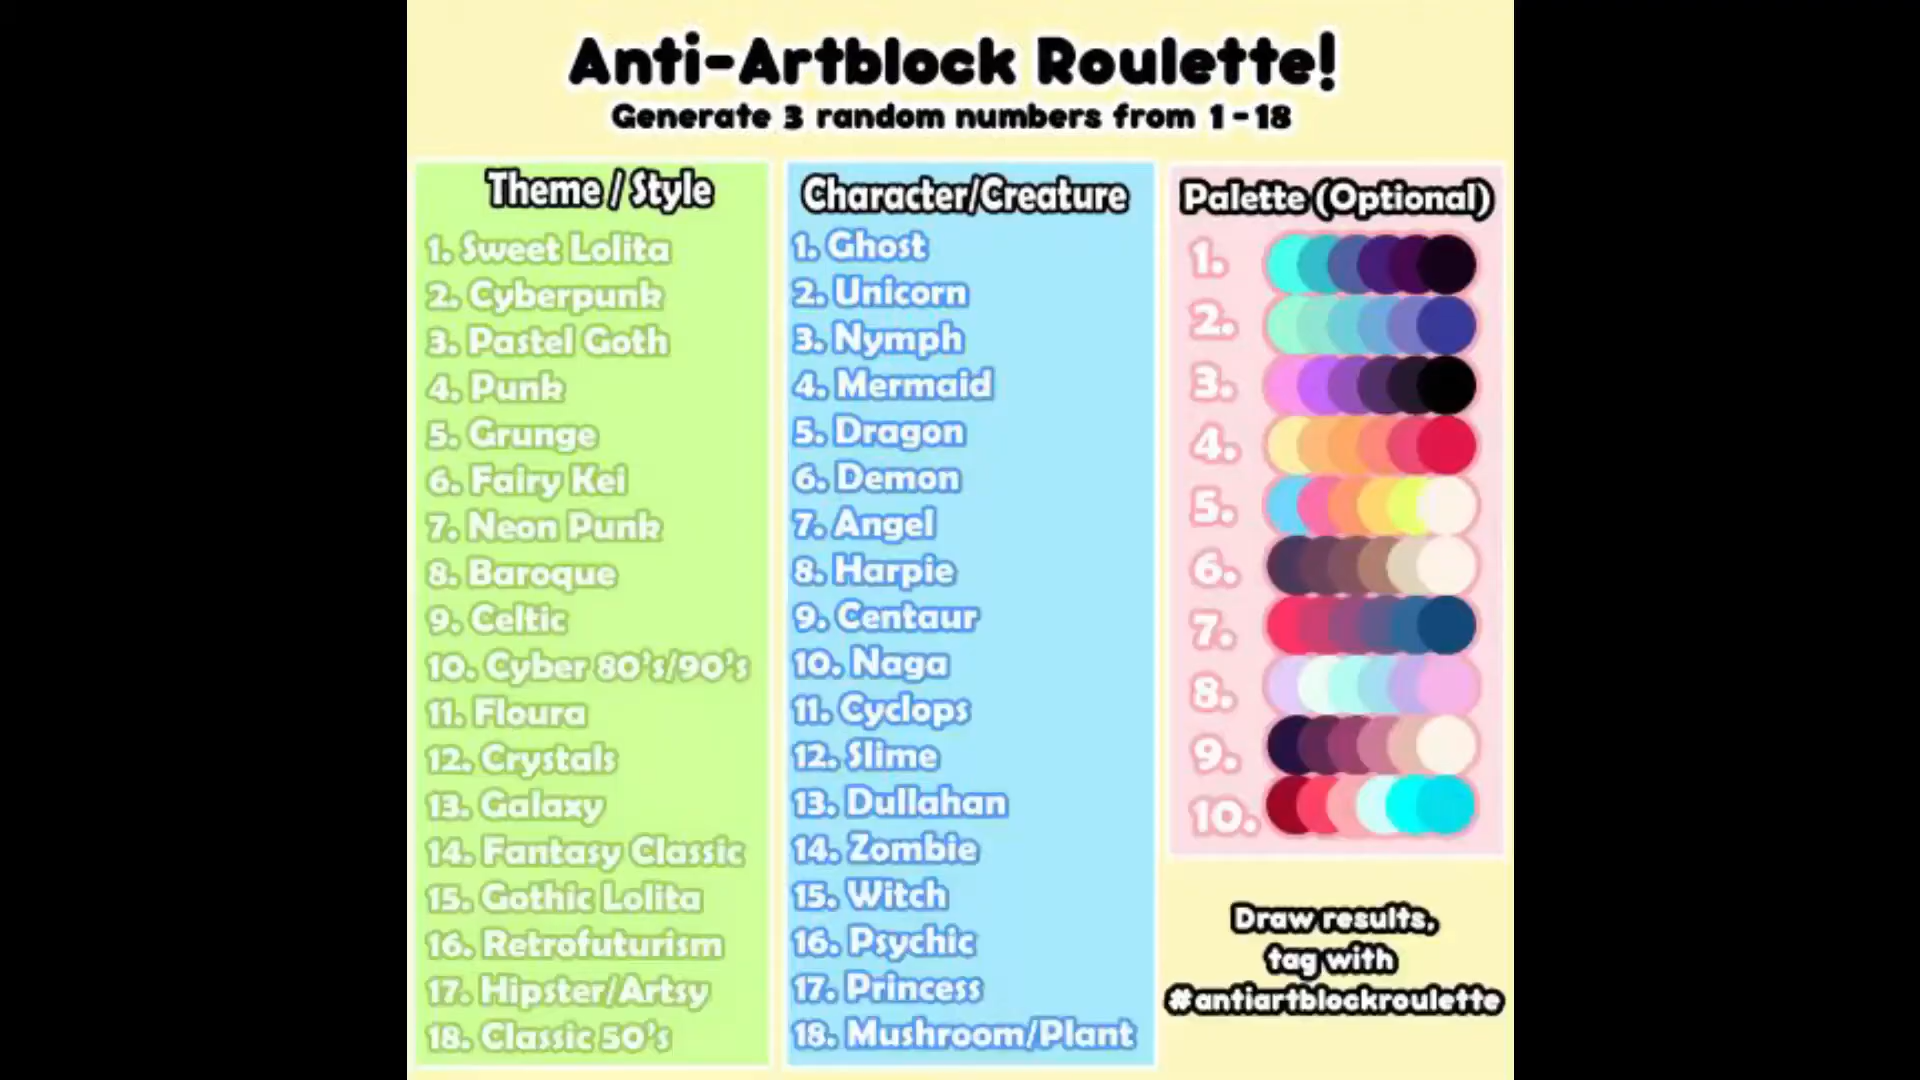 Anti-Artblock Roulette!
Generate 3 random numbers from 1 - 18
Theme / Style
1. Sweet Lolita
2. Cyberpunk
3. Pastel Goth
4. Punk
5. Grunge
6. Fairy Kei
7. Neon Punk
8. Baroque
9. Celtic
10. Cyber 80's/90's
11. Floura
12. Crystals
13. Galaxy
14. Fantasy Classic
15. Gothic Lolita
16. Retrofuturism
17. Hipster/Artsy
18. Classic 50's
Character/Creature
1. Ghost
2. Unicorn
3. Nymph
4. Mermaid
5. Dragon
6. Demon
7. Angel
8. Harpie
9. Centaur
10. Naga
11. Cyclops
12. Slime
13. Dullahan
14. Zombie
15. Witch
16. Psychic
17. Princess
18. Mushroom/Plant
Palette (Optional)
1.
2.
3.
4.
5.
6.
7.
8.
9.
10.
Draw results,
tag with
#antiartblockroulette